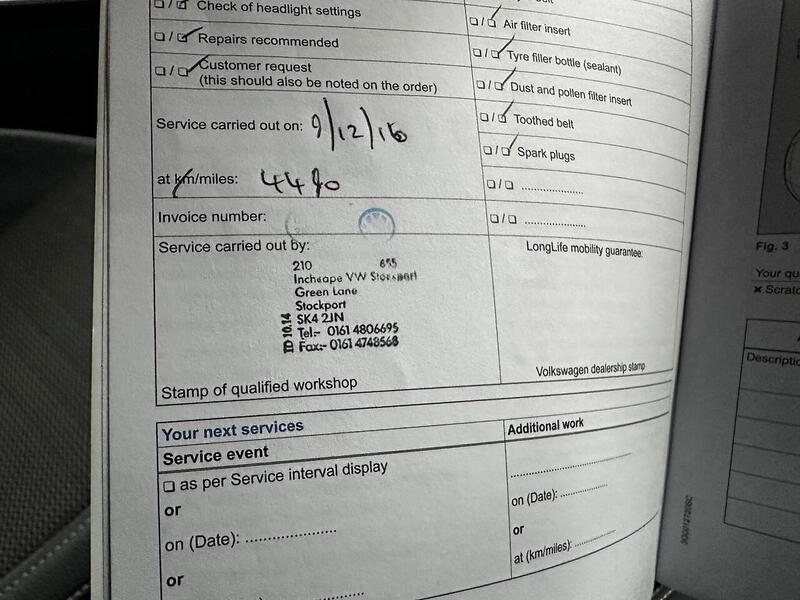 Check of headlight settings
Repairs recommended
Customer request
(this should also be noted on the order)
Service carried out on: 9/12/16
at km/miles: 4490
Invoice number:
Service carried out by:
210 655
Inchcape VW Stockport
Green Lane
Stockport
SK4 2JN
Tel:- 0161 4806695
Fax:- 0161 4748568
ID 10.14
Stamp of qualified workshop
Air filter insert
Tyre filler bottle (sealant)
Dust and pollen filter insert
Toothed belt
Spark plugs
LongLife mobility guarantee:
Volkswagen dealership stamp
Your next services
Service event
as per Service interval display
or
on (Date):
or
Additional work
on (Date):
or
at (km/miles):
Fig. 3
Your qu
× Scratc
Descriptio